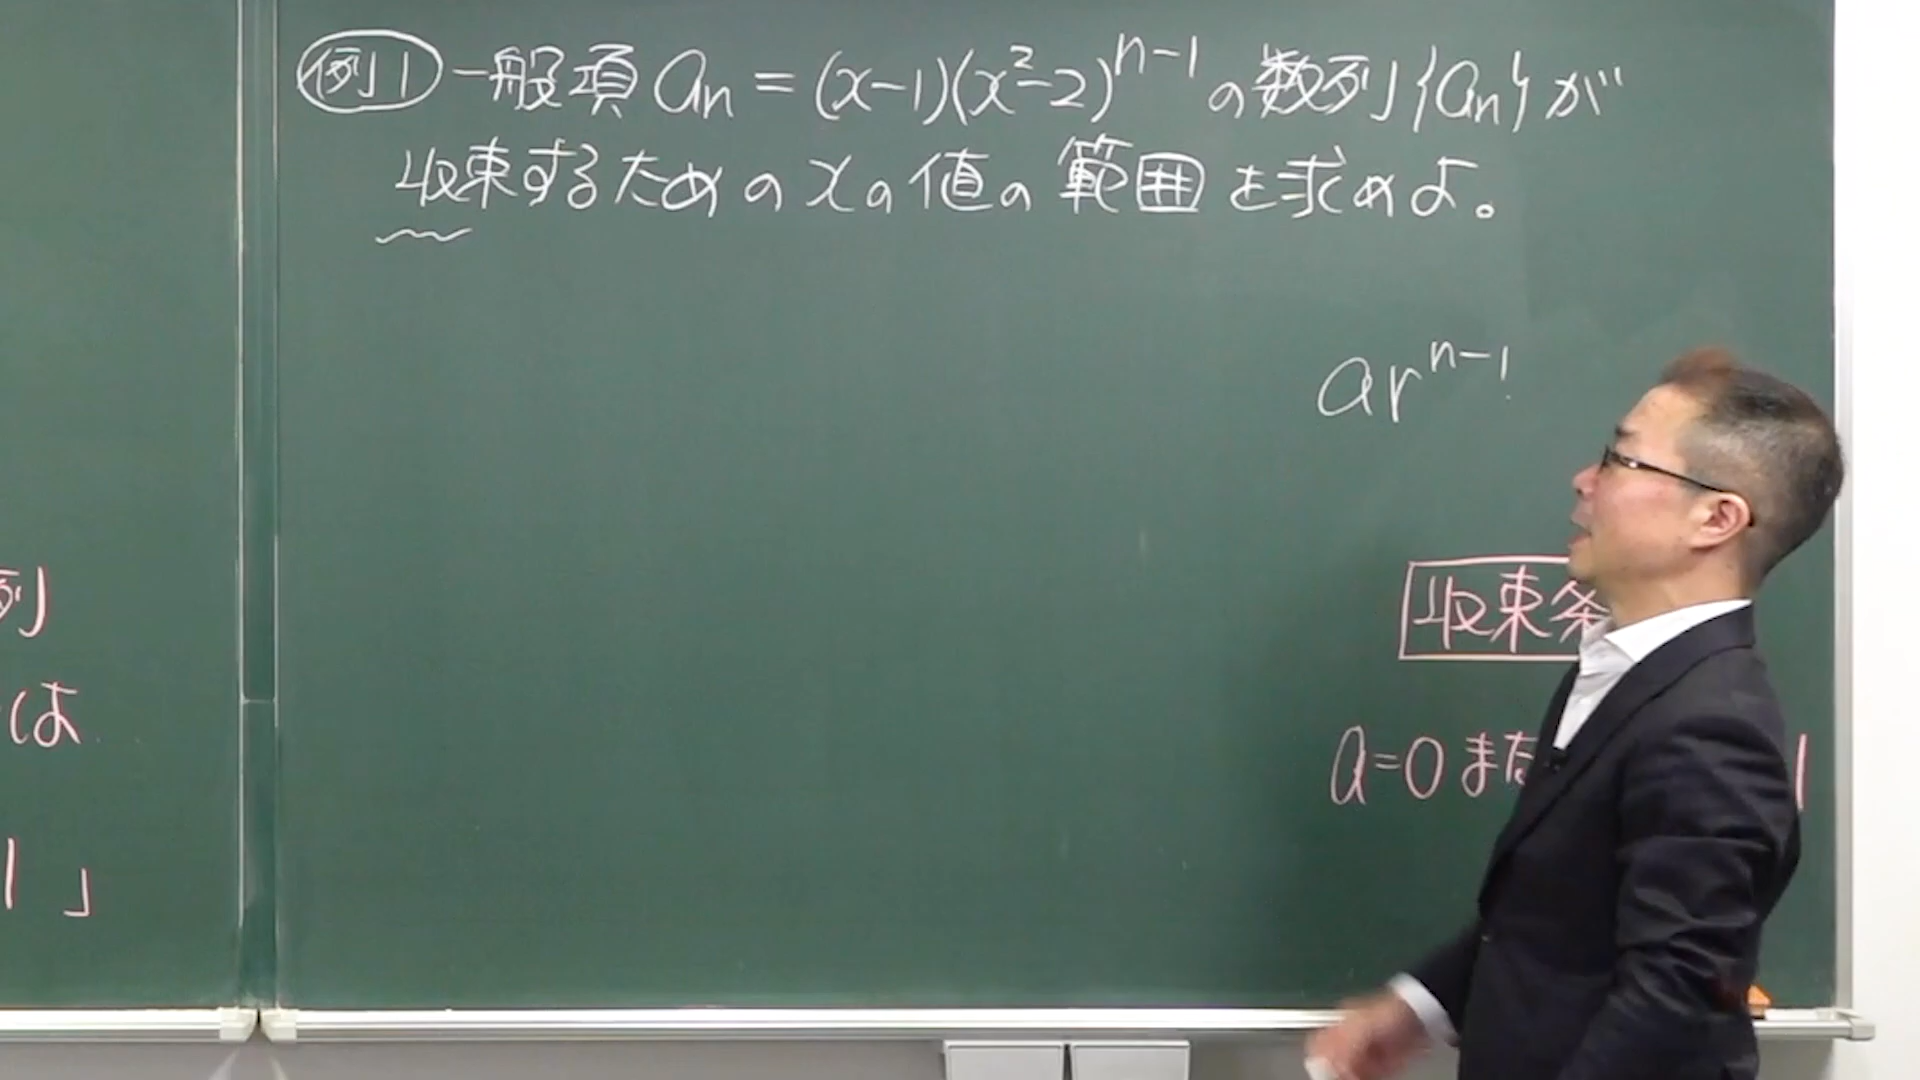 列
は
1」
例1 一般項 aₙ = (x-1)(x²-2)ⁿ⁻¹ の数列{aₙ}が
収束するためのxの値の範囲を求めよ。
arⁿ⁻¹
収束条
a=0 また
1